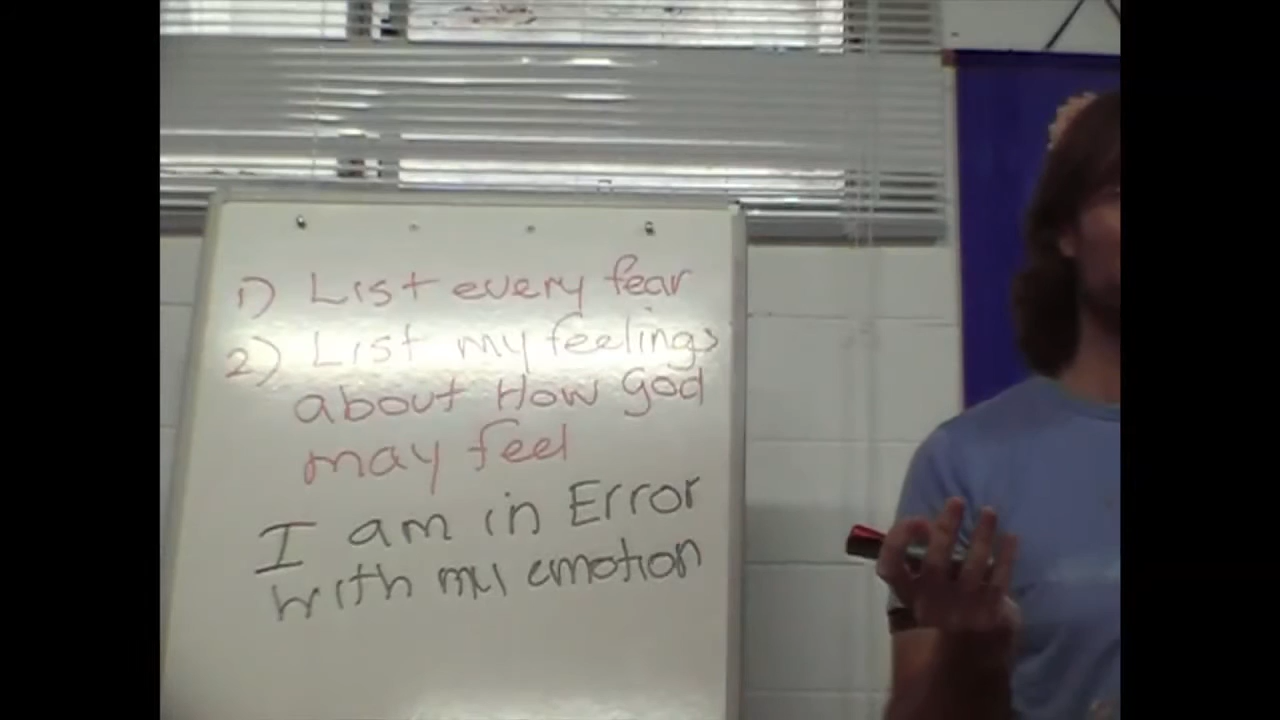 1) List every fear
2) List my feelings
about How God
may feel
I am in Error
with my emotion